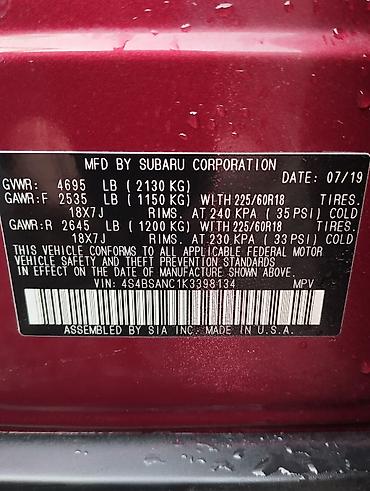 MFD BY SUBARU CORPORATION
GVWR: 4695 LB ( 2130 KG) DATE: 07/19
GAWR:F 2535 LB ( 1150 KG) WITH 225/60R18 TIRES.
18X7J RIMS. AT 240 KPA ( 35 PSI) COLD
GAWR:R 2645 LB ( 1200 KG) WITH 225/60R18 TIRES.
18X7J RIMS. AT 230 KPA ( 33 PSI) COLD
THIS VEHICLE CONFORMS TO ALL APPLICABLE FEDERAL MOTOR
VEHICLE SAFETY AND THEFT PREVENTION STANDARDS
IN EFFECT ON THE DATE OF MANUFACTURE SHOWN ABOVE.
VIN: 4S4BSANC1K3398134 MPV
ASSEMBLED BY SIA INC. MADE IN U.S.A.